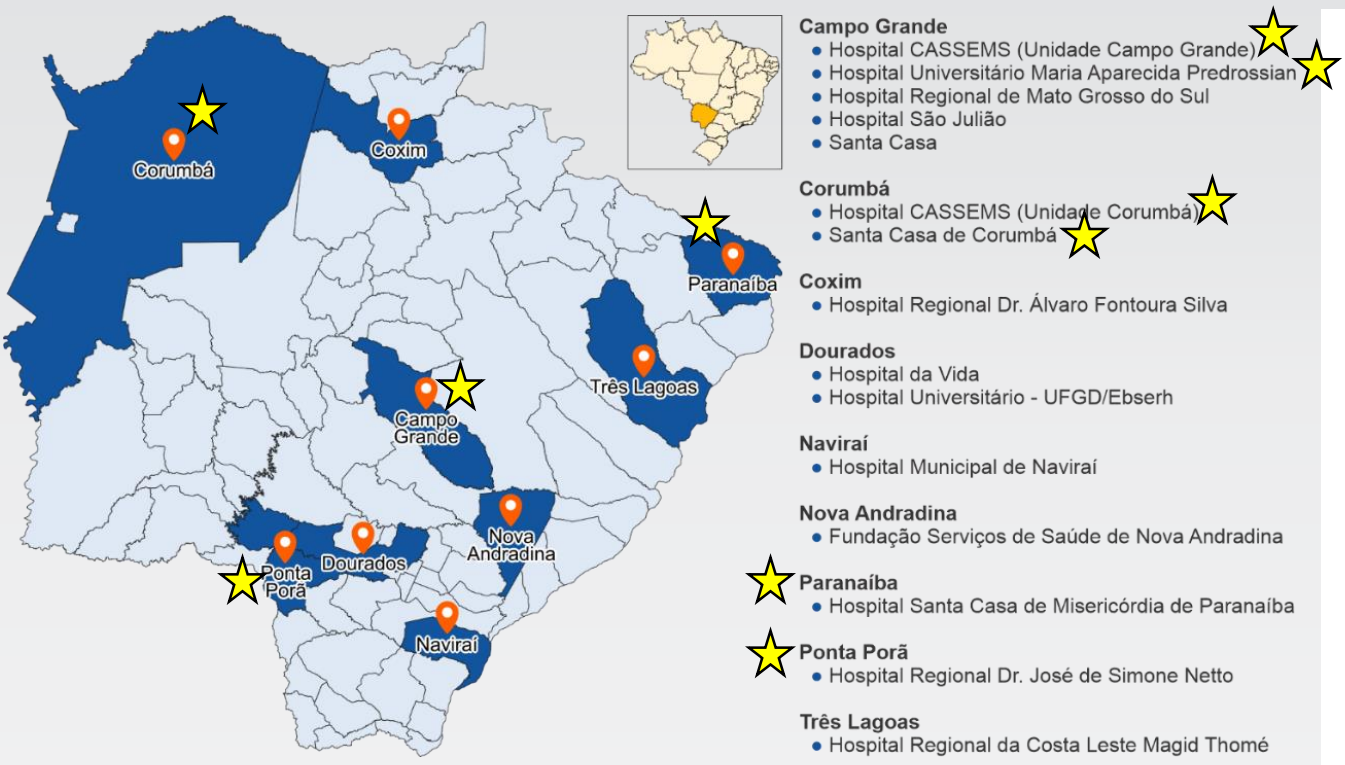 Corumbá
Coxim
Paranaíba
Três Lagoas
Campo
Grande
Nova
Andradina
Dourados
Ponta
Porã
Naviraí
Campo Grande
• Hospital CASSEMS (Unidade Campo Grande)
• Hospital Universitário Maria Aparecida Predrossian
• Hospital Regional de Mato Grosso do Sul
• Hospital São Julião
• Santa Casa
Corumbá
• Hospital CASSEMS (Unidade Corumbá)
• Santa Casa de Corumbá
Coxim
• Hospital Regional Dr. Álvaro Fontoura Silva
Dourados
• Hospital da Vida
• Hospital Universitário - UFGD/Ebserh
Naviraí
• Hospital Municipal de Naviraí
Nova Andradina
• Fundação Serviços de Saúde de Nova Andradina
Paranaíba
• Hospital Santa Casa de Misericórdia de Paranaíba
Ponta Porã
• Hospital Regional Dr. José de Simone Netto
Três Lagoas
• Hospital Regional da Costa Leste Magid Thomé